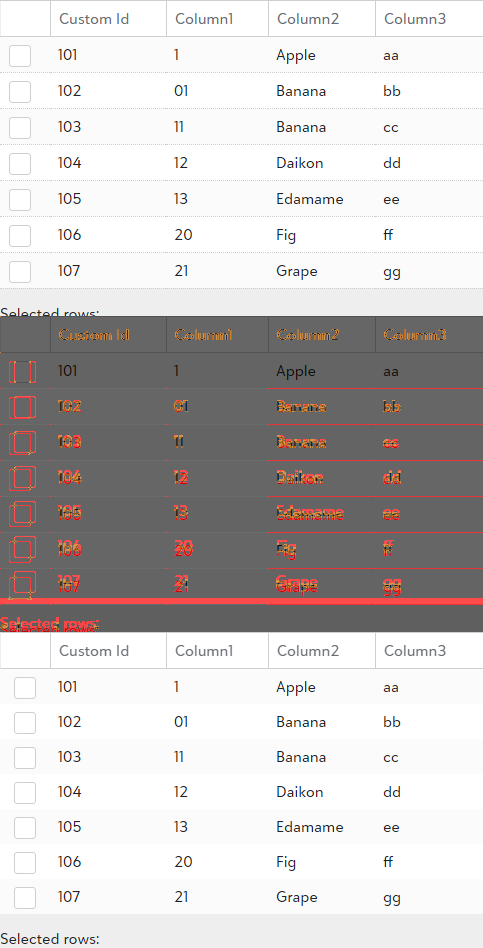 Custom Id Column1 Column2 Column3
101 1 Apple aa
102 01 Banana bb
103 11 Banana cc
104 12 Daikon dd
105 13 Edamame ee
106 20 Fig ff
107 21 Grape gg
Selected rows:
Custom Id Column1 Column2 Column3
101 1 Apple aa
102 01 Banana bb
103 11 Banana cc
104 12 Daikon dd
105 13 Edamame ee
106 20 Fig ff
107 21 Grape gg
Selected rows:
Custom Id Column1 Column2 Column3
101 1 Apple aa
102 01 Banana bb
103 11 Banana cc
104 12 Daikon dd
105 13 Edamame ee
106 20 Fig ff
107 21 Grape gg
Selected rows: